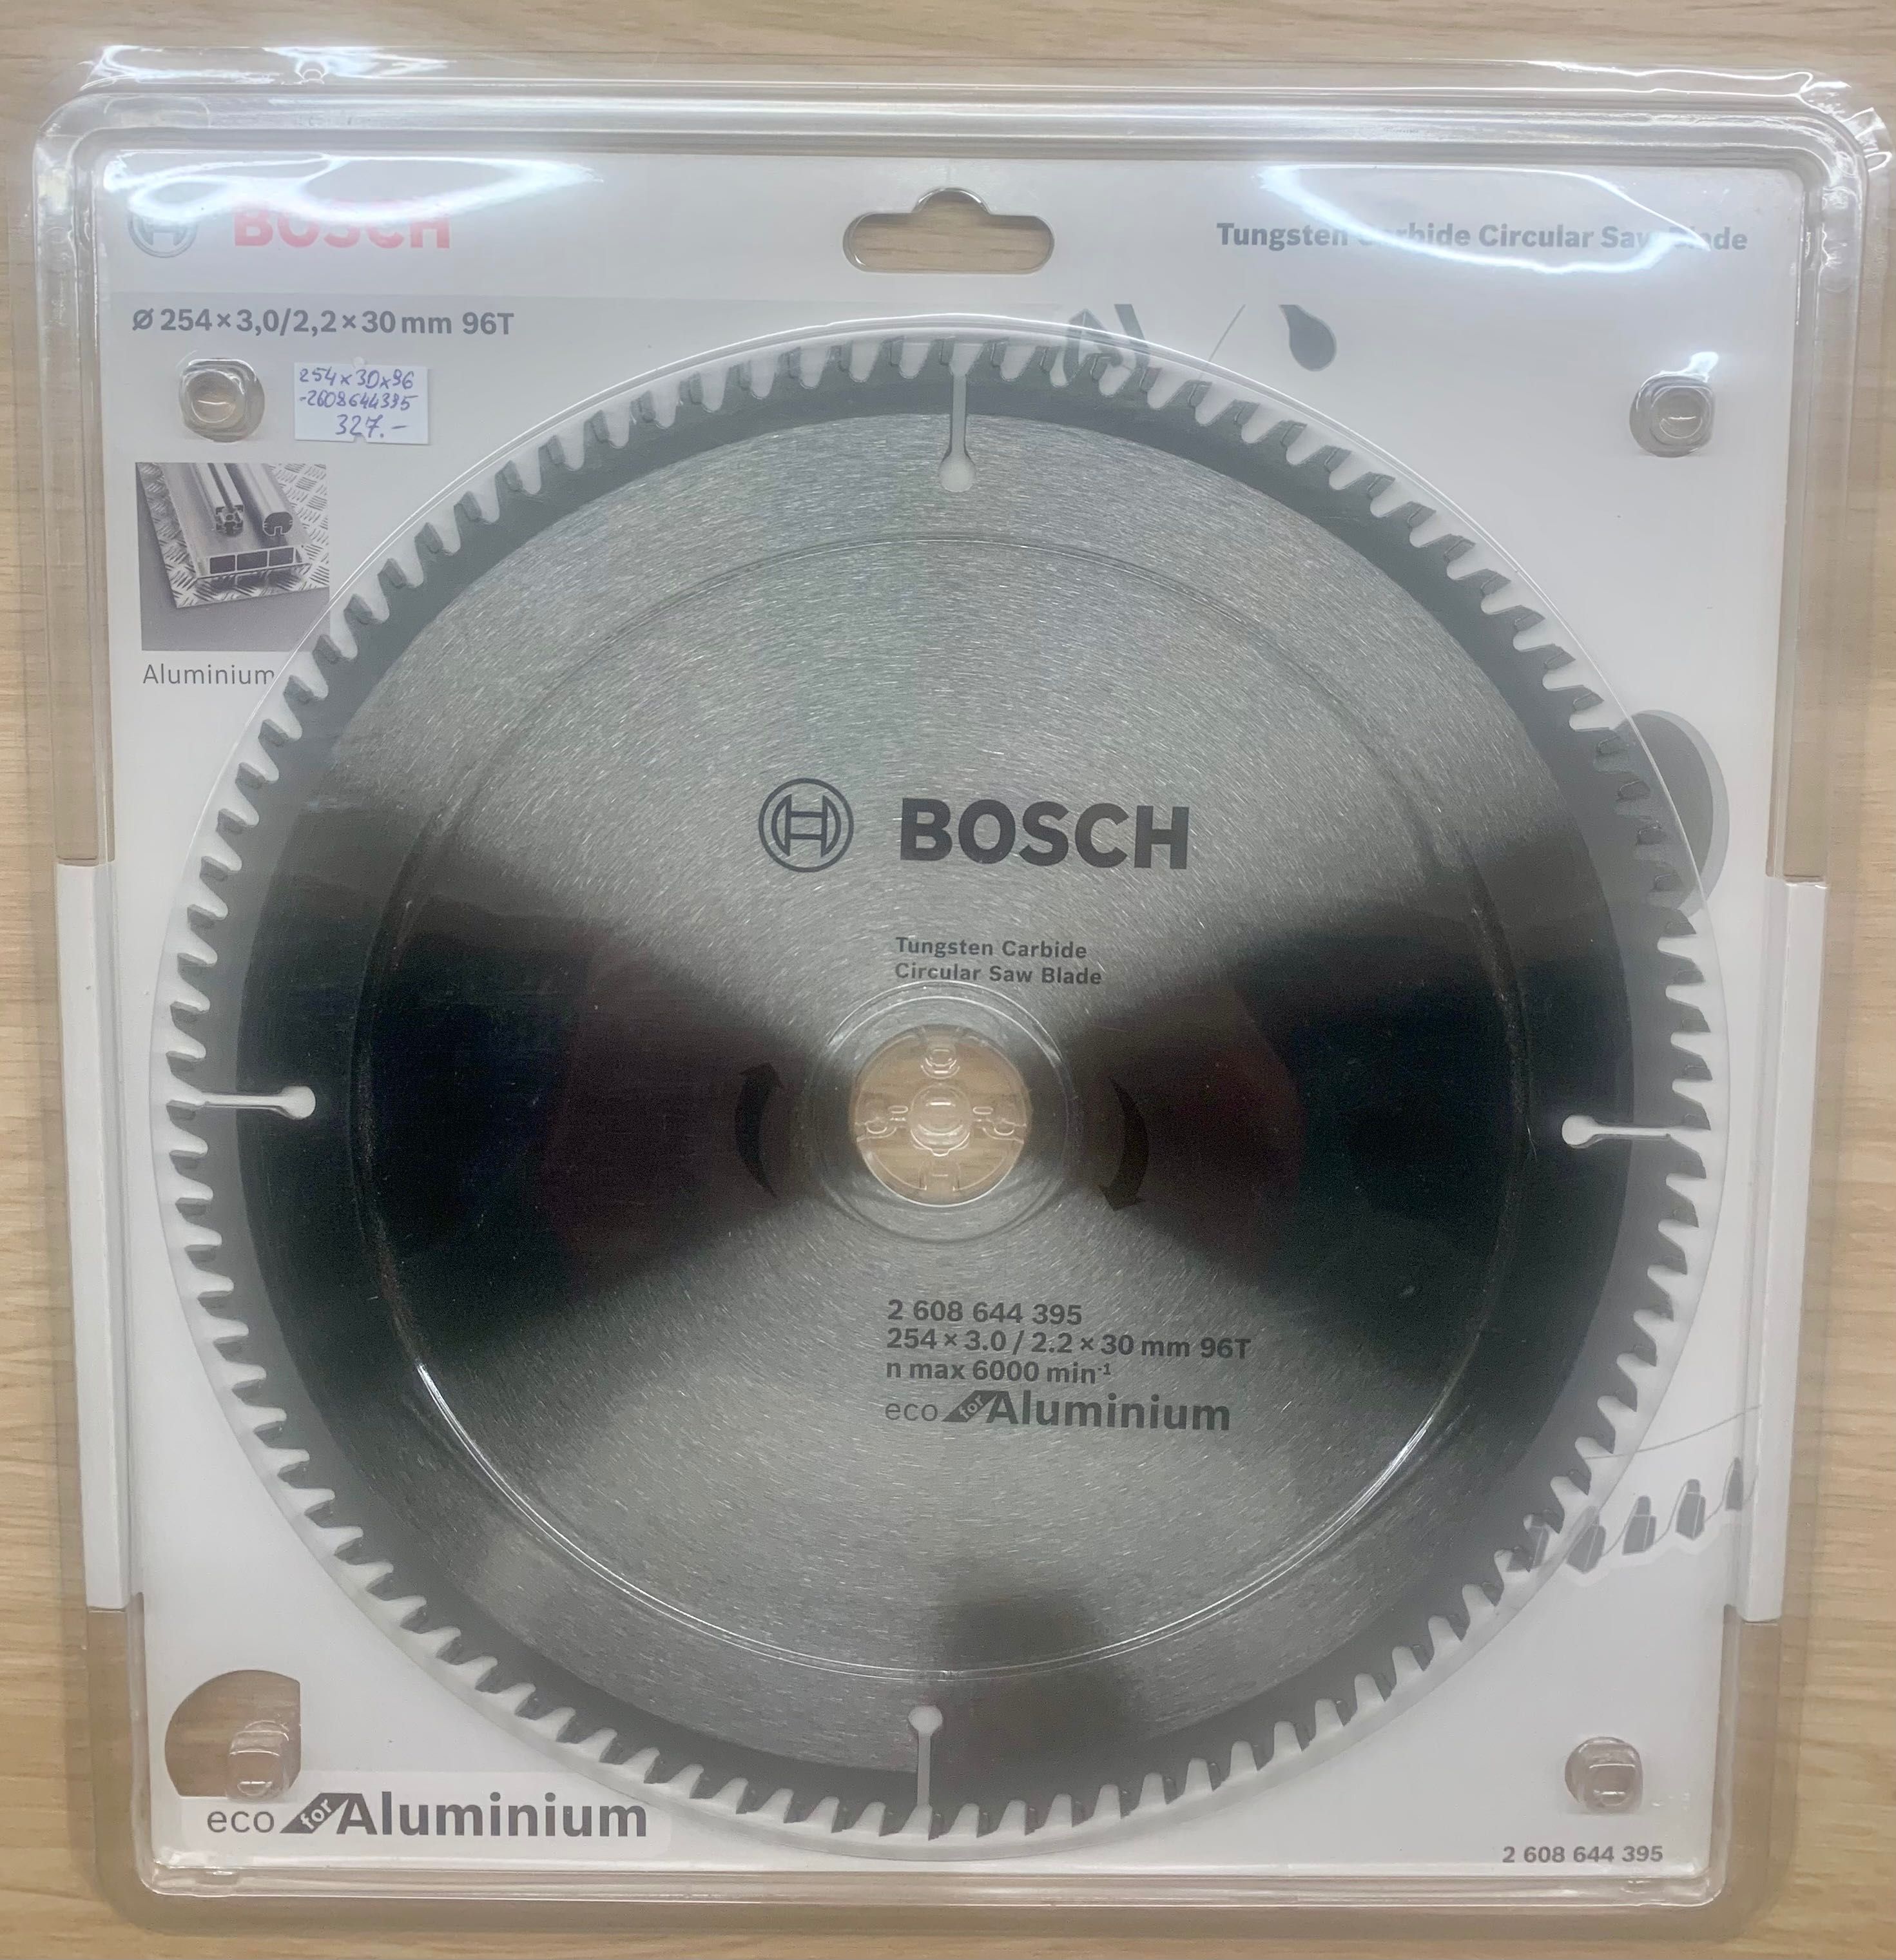 BOSCH
Tungsten Carbide Circular Saw Blade
Ø 254×3,0/2,2×30 mm 96T
254×30×96
-2608644395
327.-
Aluminium
BOSCH
Tungsten Carbide
Circular Saw Blade
2 608 644 395
254 × 3.0 / 2.2 × 30 mm 96T
n max 6000 min⁻¹
eco for Aluminium
eco for Aluminium
2 608 644 395